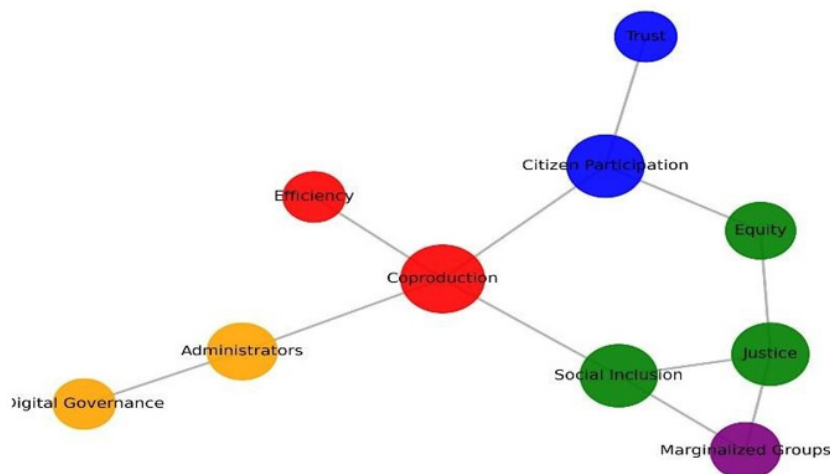 Trust
Citizen Participation
Efficiency
Equity
Coproduction
Administrators
Justice
Social Inclusion
Digital Governance
Marginalized Groups